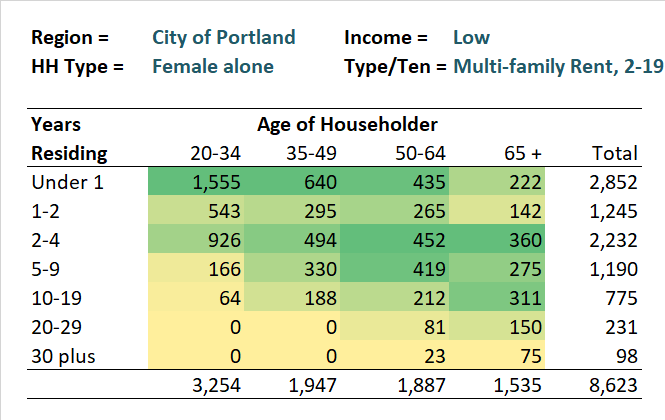 Region = City of Portland Income = Low
HH Type = Female alone Type/Ten = Multi-family Rent, 2-19
Years Age of Householder
Residing 20-34 35-49 50-64 65 + Total
Under 1 1,555 640 435 222 2,852
1-2 543 295 265 142 1,245
2-4 926 494 452 360 2,232
5-9 166 330 419 275 1,190
10-19 64 188 212 311 775
20-29 0 0 81 150 231
30 plus 0 0 23 75 98
3,254 1,947 1,887 1,535 8,623